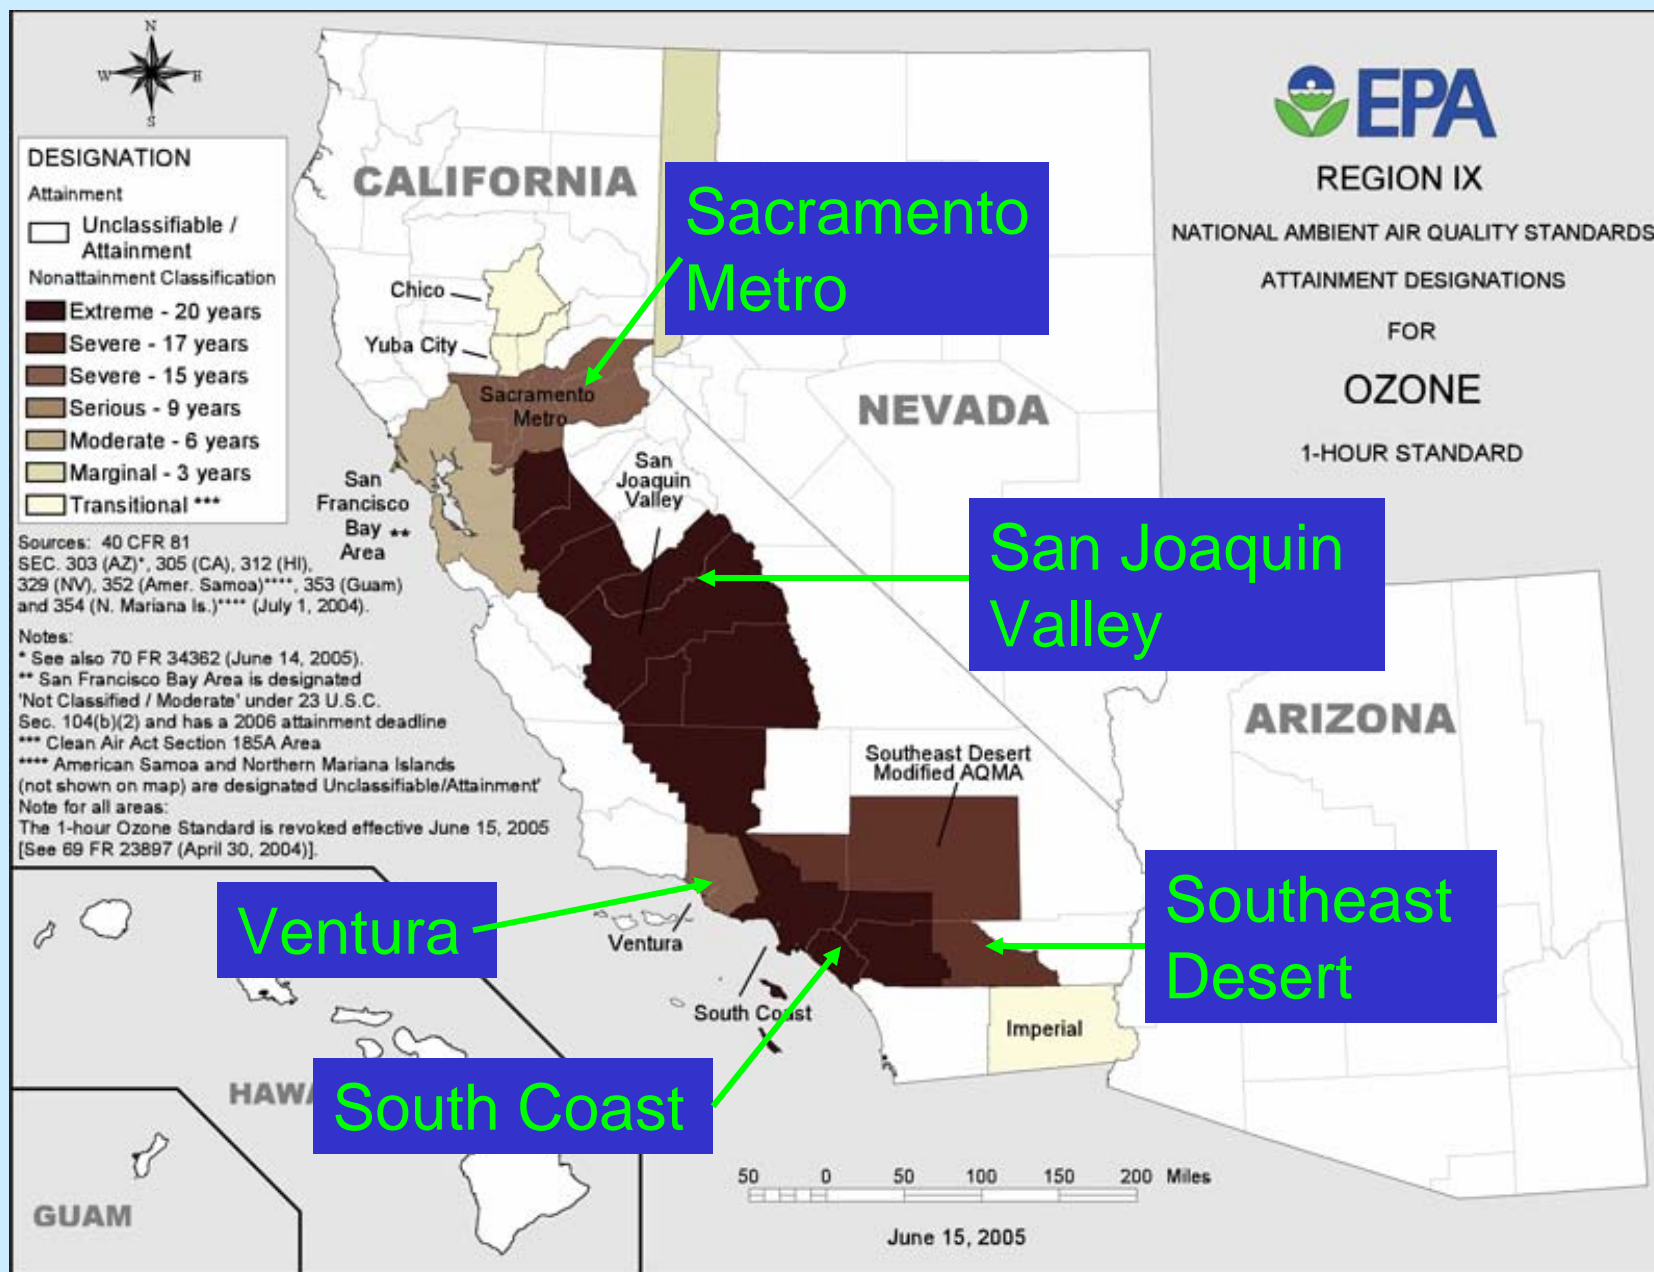 N
W
E
S
DESIGNATION
Attainment
Unclassifiable /
Attainment
Nonattainment Classification
Extreme - 20 years
Severe - 17 years
Severe - 15 years
Serious - 9 years
Moderate - 6 years
Marginal - 3 years
Transitional ***
Sources: 40 CFR 81
SEC. 303 (AZ)*, 305 (CA), 312 (HI),
329 (NV), 352 (Amer. Samoa)****, 353 (Guam)
and 354 (N. Mariana Is.)**** (July 1, 2004).
Notes:
* See also 70 FR 34362 (June 14, 2005).
** San Francisco Bay Area is designated
'Not Classified / Moderate' under 23 U.S.C.
Sec. 104(b)(2) and has a 2006 attainment deadline
*** Clean Air Act Section 185A Area
**** American Samoa and Northern Mariana Islands
(not shown on map) are designated Unclassifiable/Attainment'
Note for all areas:
The 1-hour Ozone Standard is revoked effective June 15, 2005
[See 69 FR 23897 (April 30, 2004)].
CALIFORNIA
Sacramento
Metro
Chico
Yuba City
Sacramento
Metro
San
Francisco
Bay **
Area
San
Joaquin
Valley
NEVADA
San Joaquin
Valley
ARIZONA
Southeast Desert
Modified AQMA
Southeast
Desert
Ventura
Ventura
South Coast
South Coast
Imperial
GUAM
EPA
REGION IX
NATIONAL AMBIENT AIR QUALITY STANDARDS
ATTAINMENT DESIGNATIONS
FOR
OZONE
1-HOUR STANDARD
50 0 50 100 150 200 Miles
June 15, 2005